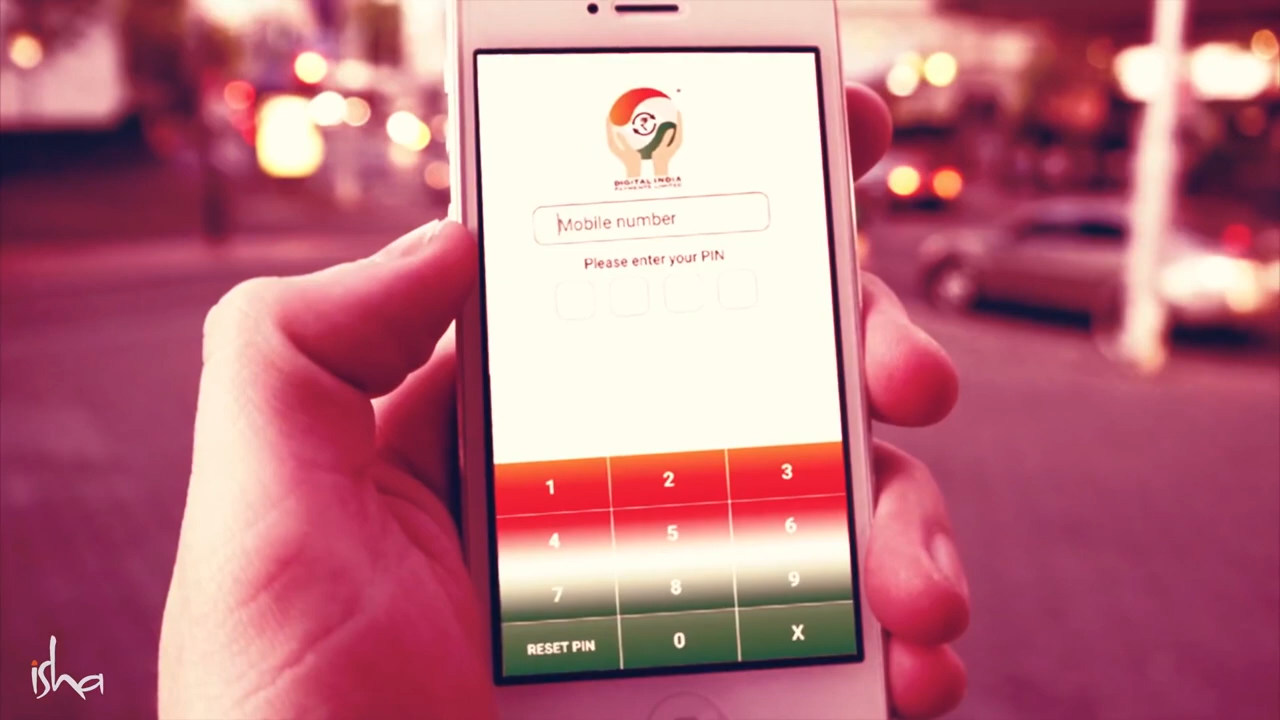 DIGITAL INDIA
PAYMENTS LIMITED
Mobile number
Please enter your PIN
1 2 3
4 5 6
7 8 9
RESET PIN 0 X
isha